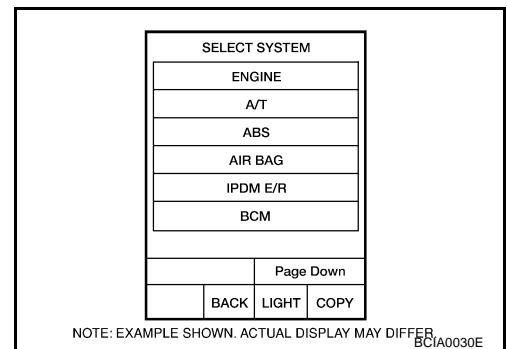 SELECT SYSTEM
ENGINE
A/T
ABS
AIR BAG
IPDM E/R
BCM
Page Down
BACK LIGHT COPY
NOTE: EXAMPLE SHOWN. ACTUAL DISPLAY MAY DIFFER.
BCIA0030E